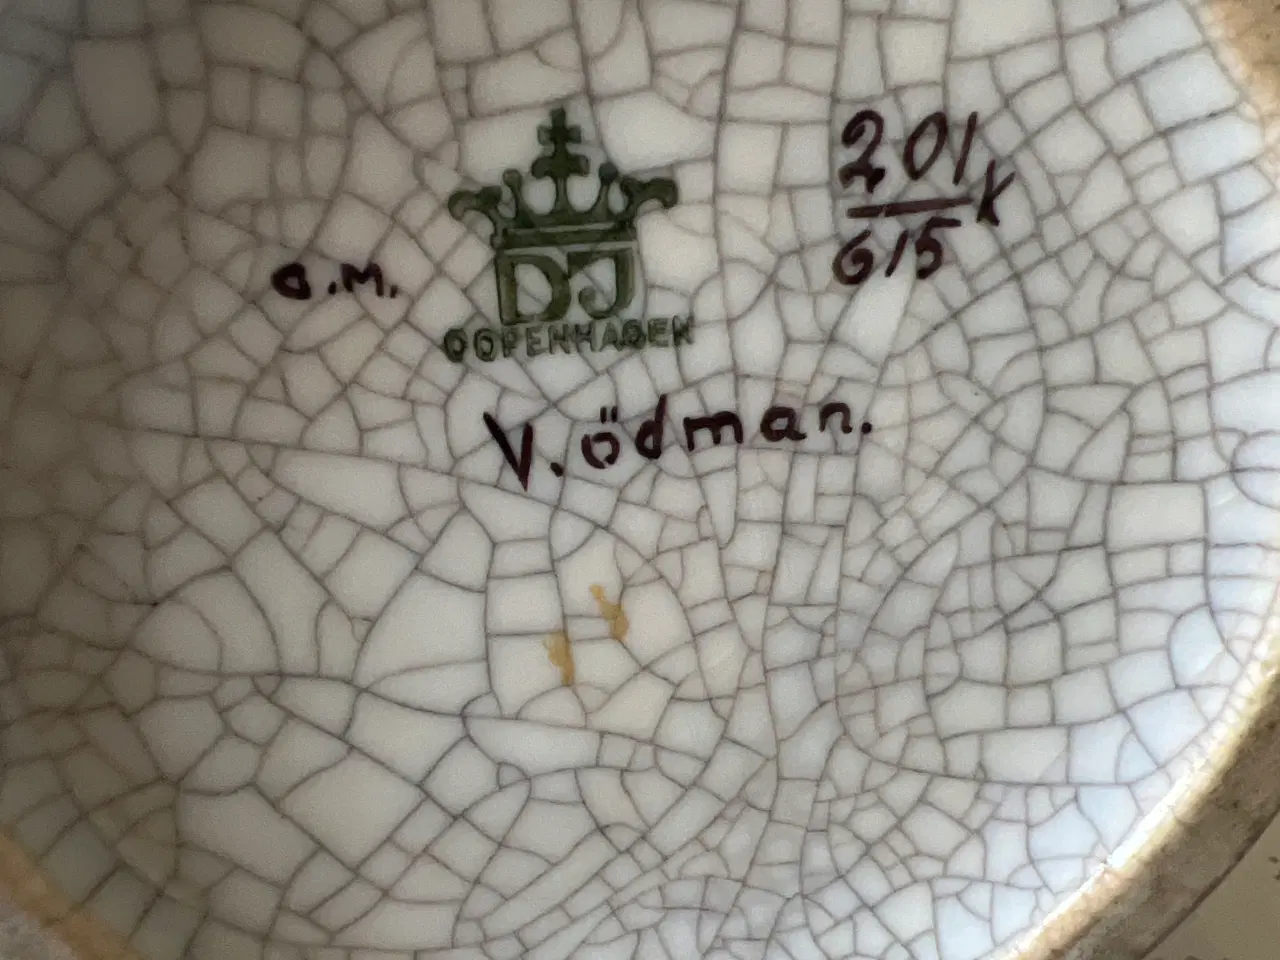 201 K
615
a.M.
DJ
COPENHAGEN
V. ödman.